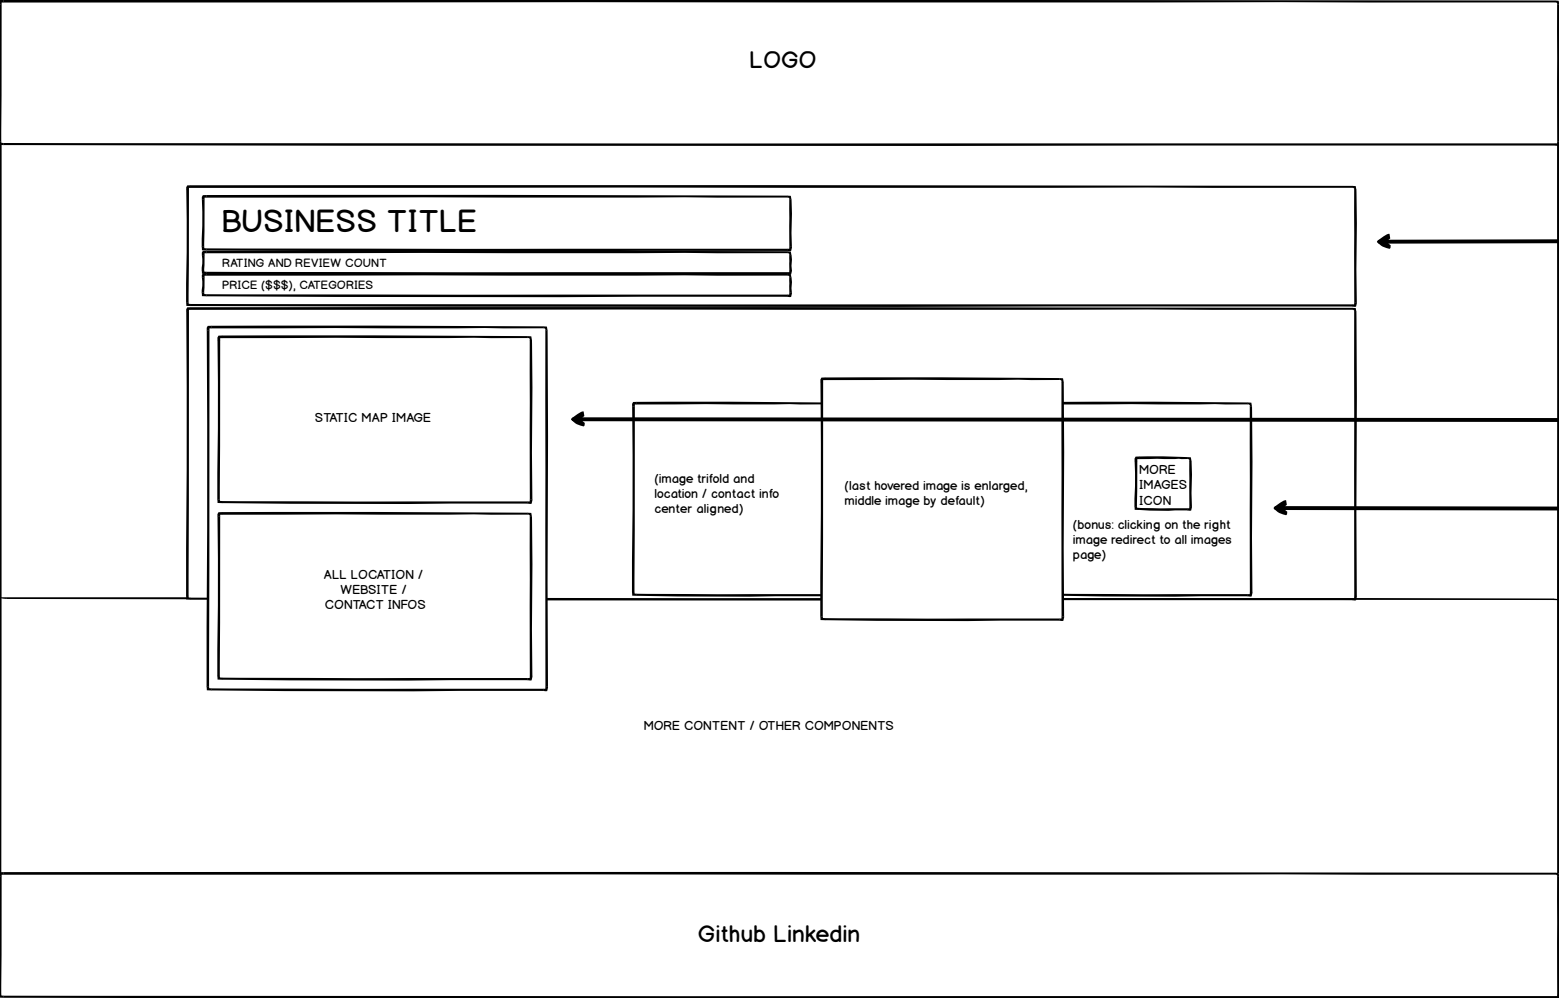 LOGO
BUSINESS TITLE
RATING AND REVIEW COUNT
PRICE ($$$), CATEGORIES
STATIC MAP IMAGE
ALL LOCATION /
WEBSITE /
CONTACT INFOS
(image trifold and
location / contact info
center aligned)
(last hovered image is enlarged,
middle image by default)
MORE
IMAGES
ICON
(bonus: clicking on the right
image redirect to all images
page)
MORE CONTENT / OTHER COMPONENTS
Github Linkedin